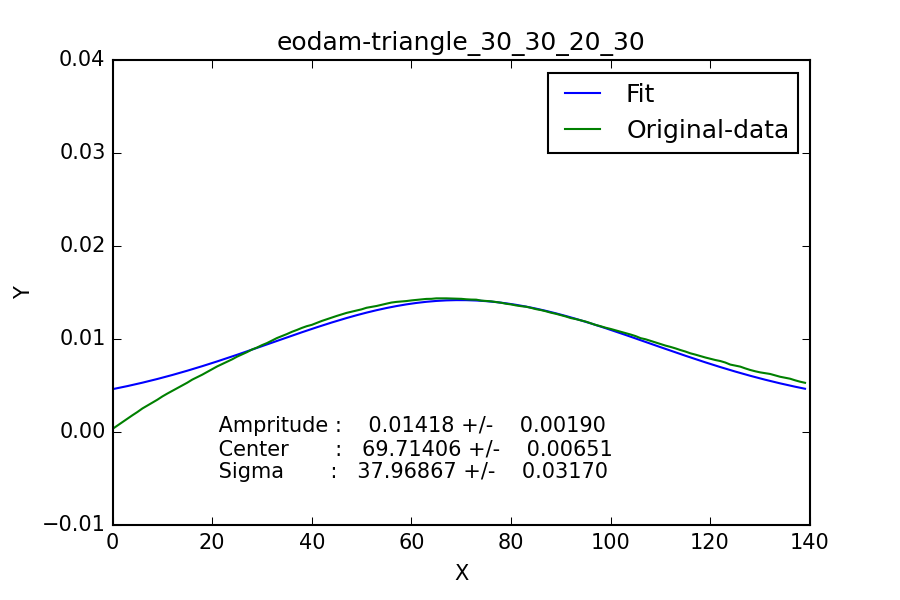 eodam-triangle_30_30_20_30
0.04
0.03
0.02
0.01
0.00
−0.01
Y
Fit
Original-data
Ampritude : 0.01418 +/- 0.00190
Center : 69.71406 +/- 0.00651
Sigma : 37.96867 +/- 0.03170
0 20 40 60 80 100 120 140
X